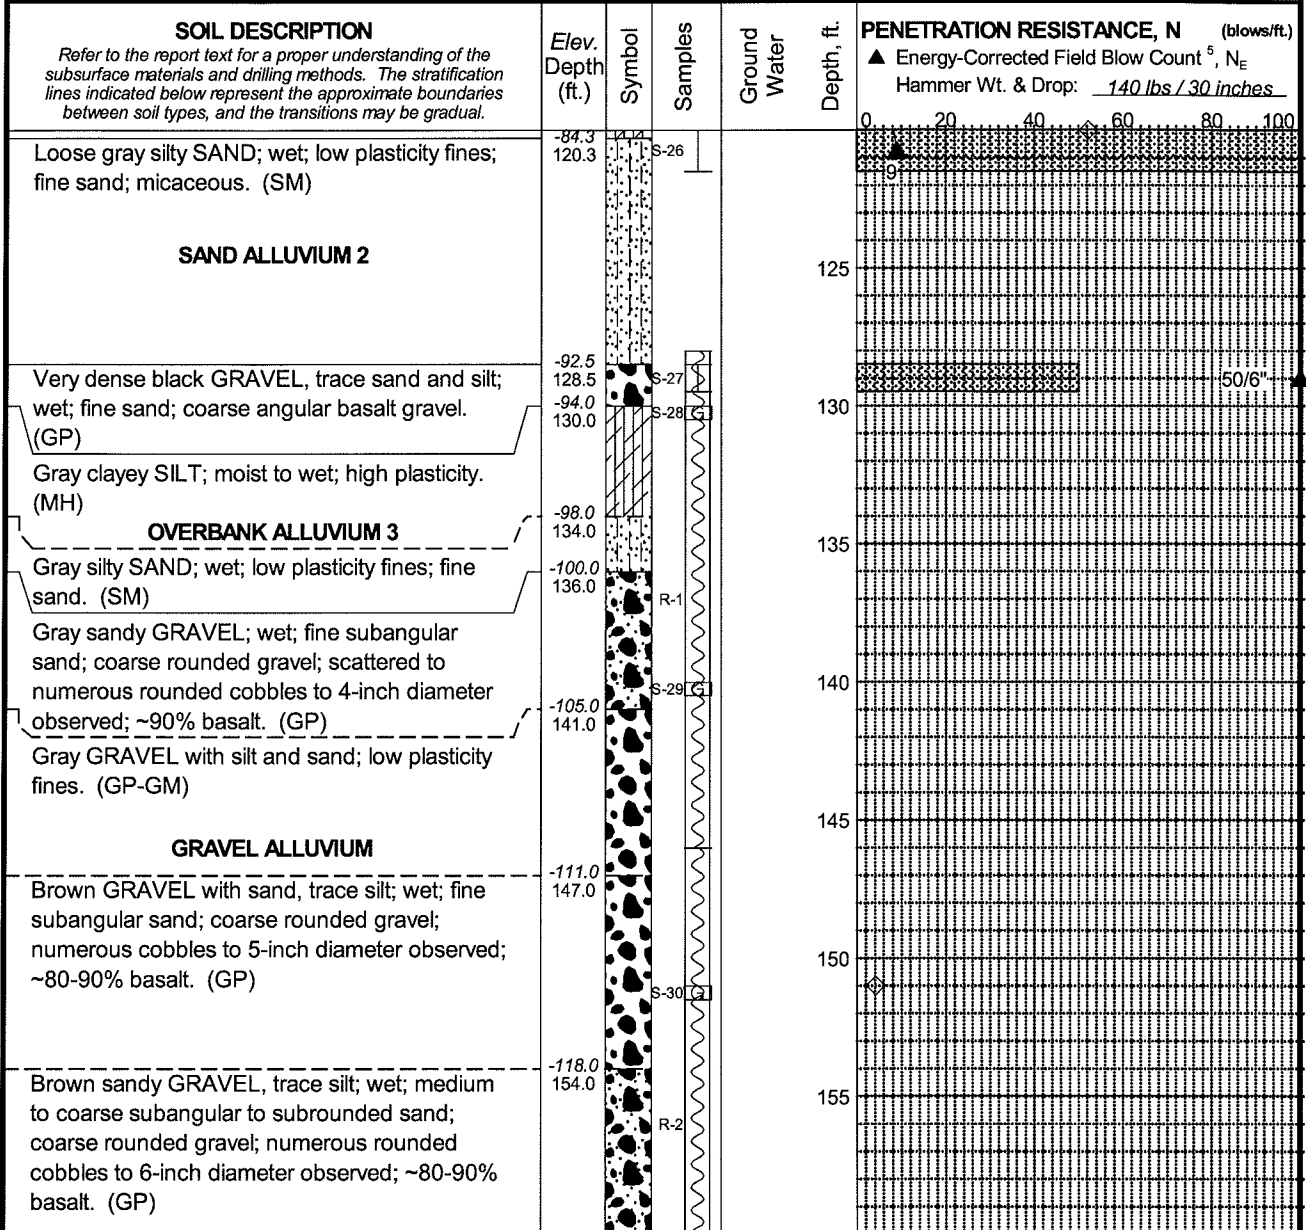 SOIL DESCRIPTION
Refer to the report text for a proper understanding of the
subsurface materials and drilling methods. The stratification
lines indicated below represent the approximate boundaries
between soil types, and the transitions may be gradual.
Elev.
Depth
(ft.)
Symbol
Samples
Ground
Water
Depth, ft.
PENETRATION RESISTANCE, N (blows/ft.)
▲ Energy-Corrected Field Blow Count ⁵, N_E
Hammer Wt. & Drop: 140 lbs / 30 inches
0 20 40 60 80 100
Loose gray silty SAND; wet; low plasticity fines;
fine sand; micaceous. (SM)
SAND ALLUVIUM 2
Very dense black GRAVEL, trace sand and silt;
wet; fine sand; coarse angular basalt gravel.
(GP)
Gray clayey SILT; moist to wet; high plasticity.
(MH)
OVERBANK ALLUVIUM 3
Gray silty SAND; wet; low plasticity fines; fine
sand. (SM)
Gray sandy GRAVEL; wet; fine subangular
sand; coarse rounded gravel; scattered to
numerous rounded cobbles to 4-inch diameter
observed; ~90% basalt. (GP)
Gray GRAVEL with silt and sand; low plasticity
fines. (GP-GM)
GRAVEL ALLUVIUM
Brown GRAVEL with sand, trace silt; wet; fine
subangular sand; coarse rounded gravel;
numerous cobbles to 5-inch diameter observed;
~80-90% basalt. (GP)
Brown sandy GRAVEL, trace silt; wet; medium
to coarse subangular to subrounded sand;
coarse rounded gravel; numerous rounded
cobbles to 6-inch diameter observed; ~80-90%
basalt. (GP)
-84.3
120.3
-92.5
128.5
-94.0
130.0
-98.0
134.0
-100.0
136.0
-105.0
141.0
-111.0
147.0
-118.0
154.0
S-26
S-27
S-28 G
R-1
S-29 G
S-30 G
R-2
125
130
135
140
145
150
155
9
50/6"